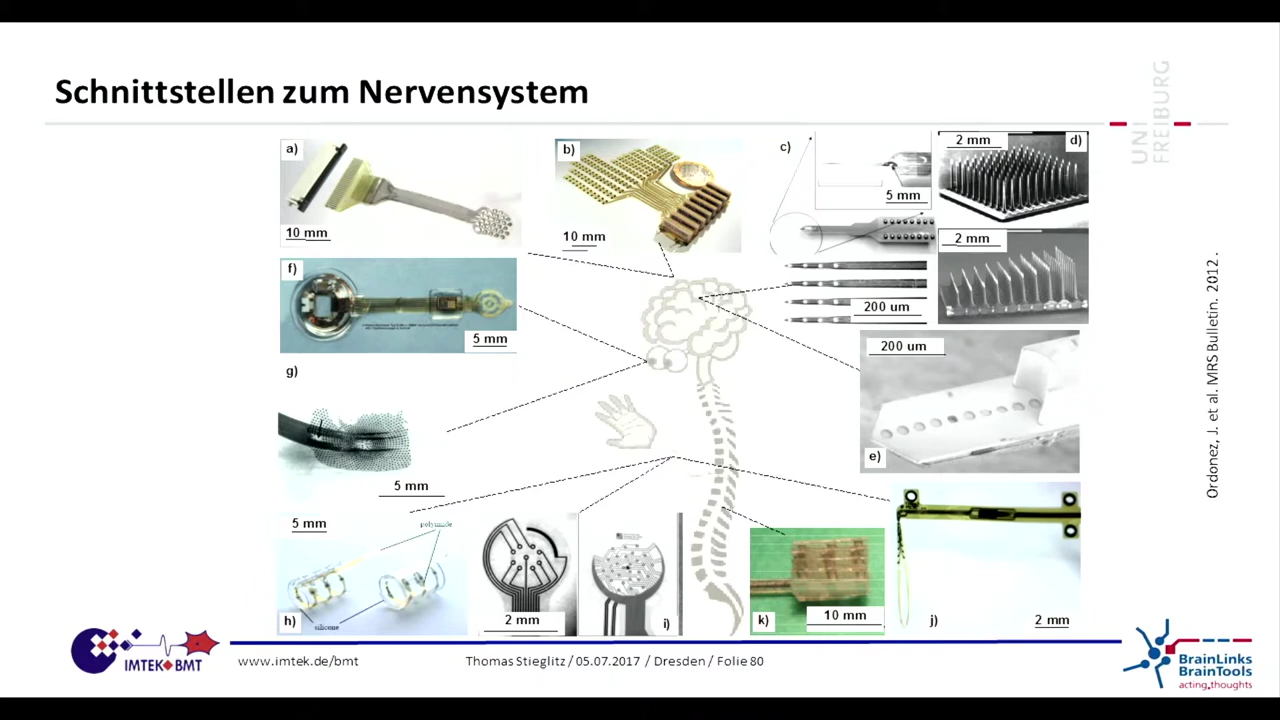 Schnittstellen zum Nervensystem
UNI
FREIBURG
a)
10 mm
b)
10 mm
c)
5 mm
2 mm
d)
2 mm
200 um
f)
5 mm
200 um
e)
g)
5 mm
5 mm
polyimide
silicone
h)
2 mm
i)
k)
10 mm
j)
2 mm
Ordonez, J. et al. MRS Bulletin. 2012.
IMTEK BMT
www.imtek.de/bmt
Thomas Stieglitz / 05.07.2017 / Dresden / Folie 80
BrainLinks
BrainTools
acting.thoughts